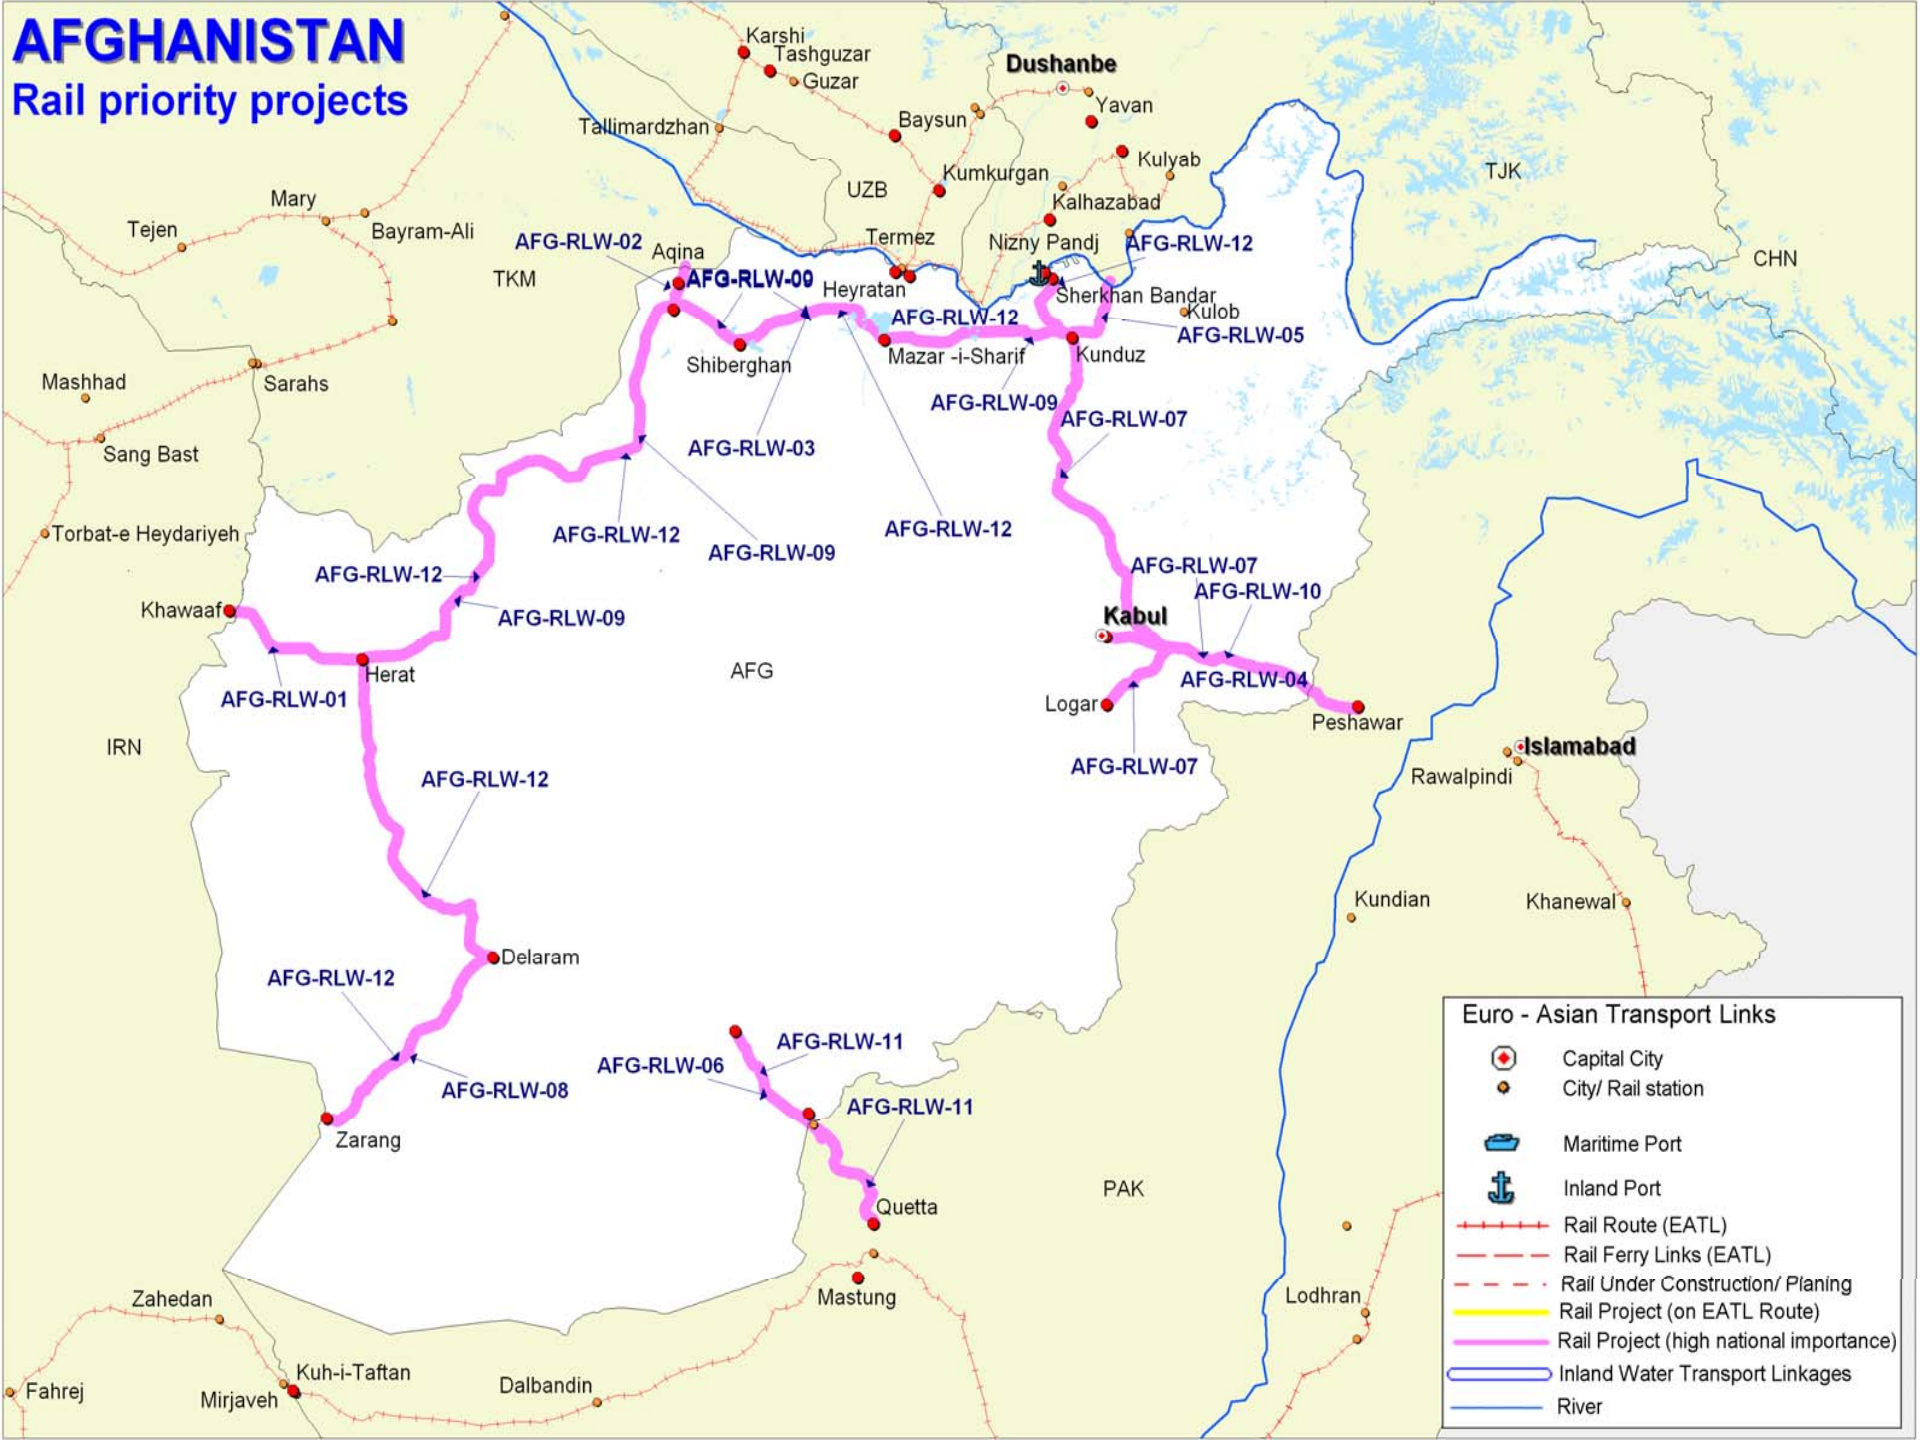 AFGHANISTAN
Rail priority projects
Karshi
Tashguzar
Guzar
Dushanbe
Yavan
Tallimardzhan
Baysun
Kulyab
Kumkurgan
UZB
TJK
Mary
Kalhazabad
Tejen
Bayram-Ali
AFG-RLW-02
Aqina
Termez
Nizny Pandj
AFG-RLW-12
CHN
TKM
AFG-RLW-09
Heyratan
Sherkhan Bandar
AFG-RLW-12
Kulob
AFG-RLW-05
Shiberghan
Mazar -i-Sharif
Kunduz
Mashhad
Sarahs
AFG-RLW-09
AFG-RLW-07
Sang Bast
AFG-RLW-03
Torbat-e Heydariyeh
AFG-RLW-12
AFG-RLW-12
AFG-RLW-09
AFG-RLW-12
AFG-RLW-07
AFG-RLW-10
Khawaaf
AFG-RLW-09
Kabul
Herat
AFG
AFG-RLW-04
AFG-RLW-01
Logar
Peshawar
IRN
Islamabad
AFG-RLW-07
Rawalpindi
AFG-RLW-12
Kundian
Khanewal
Delaram
AFG-RLW-12
AFG-RLW-11
AFG-RLW-06
AFG-RLW-08
AFG-RLW-11
Zarang
PAK
Quetta
Zahedan
Mastung
Lodhran
Kuh-i-Taftan
Fahrej
Mirjaveh
Dalbandin
Euro - Asian Transport Links
Capital City
City/ Rail station
Maritime Port
Inland Port
Rail Route (EATL)
Rail Ferry Links (EATL)
Rail Under Construction/ Planing
Rail Project (on EATL Route)
Rail Project (high national importance)
Inland Water Transport Linkages
River